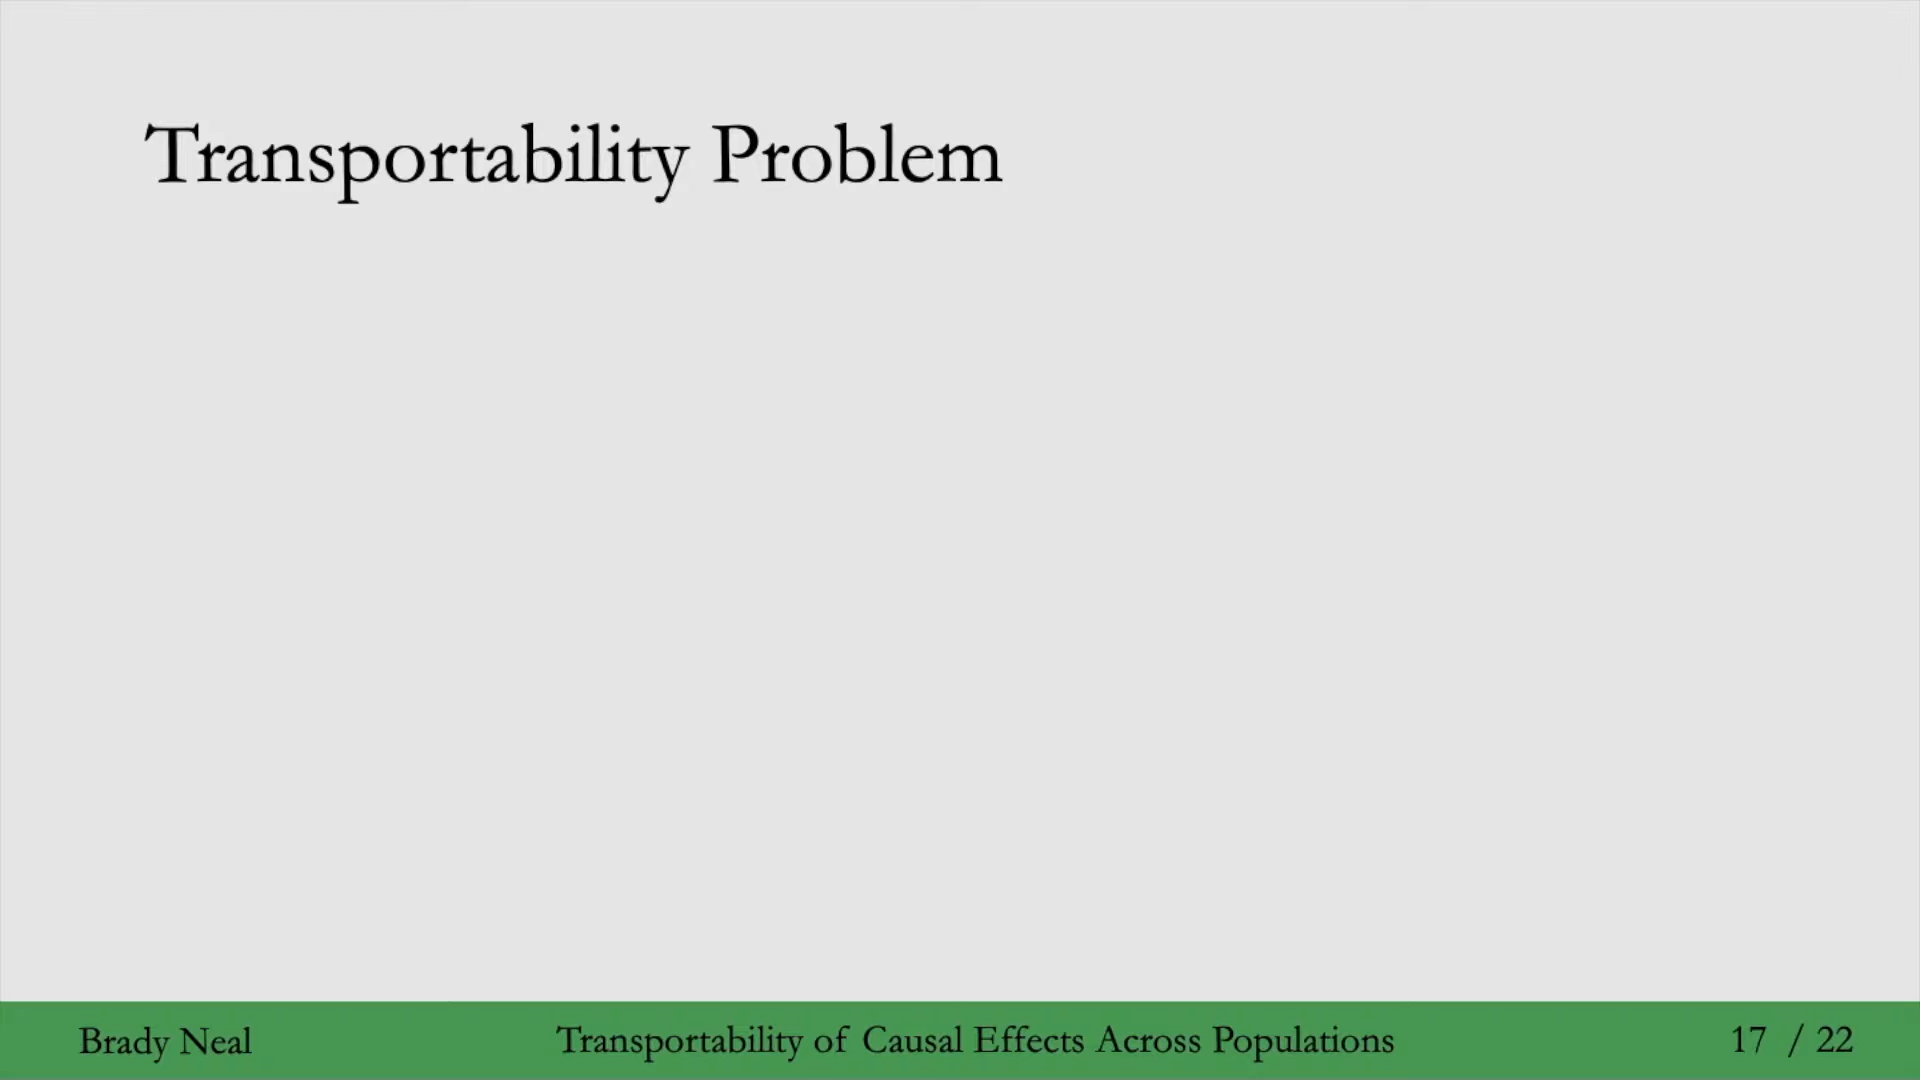 Transportability Problem
Brady Neal
Transportability of Causal Effects Across Populations
17 / 22